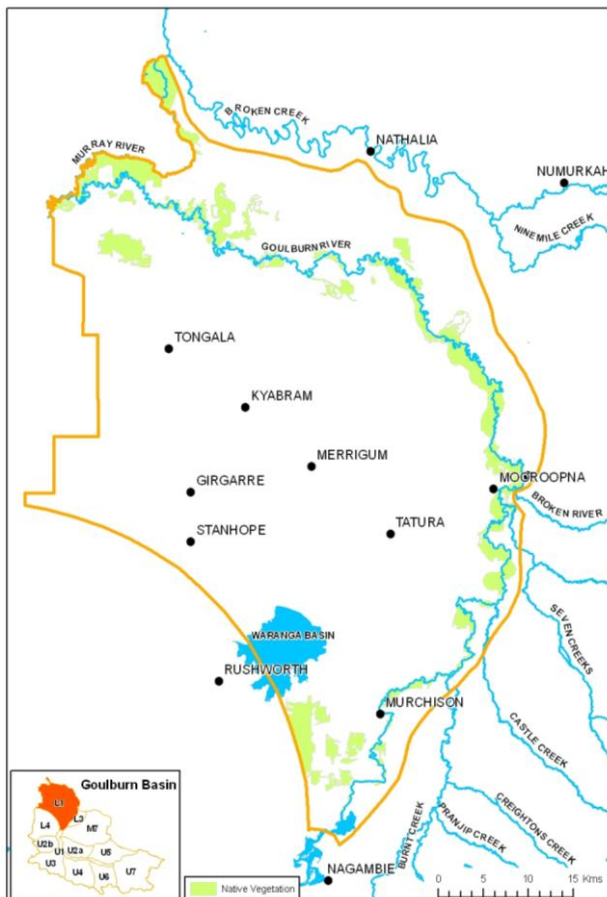 BROKEN CREEK
NATHALIA
MURRAY RIVER
NUMURKAH
NINE MILE CREEK
GOULBURN RIVER
TONGALA
KYABRAM
MERRIGUM
GIRGARRE
MOOROOPNA
BROKEN RIVER
STANHOPE
TATURA
SEVEN CREEKS
WARANGA BASIN
RUSHWORTH
MURCHISON
CASTLE CREEK
CREIGHTONS CREEK
PRANJIP CREEK
BURNT CREEK
NAGAMBIE
Goulburn Basin
L1
L3
L4
M7
U2b
U1
U2a
U5
U3
U4
U6
U7
Native Vegetation
0 5 10 15 Kms